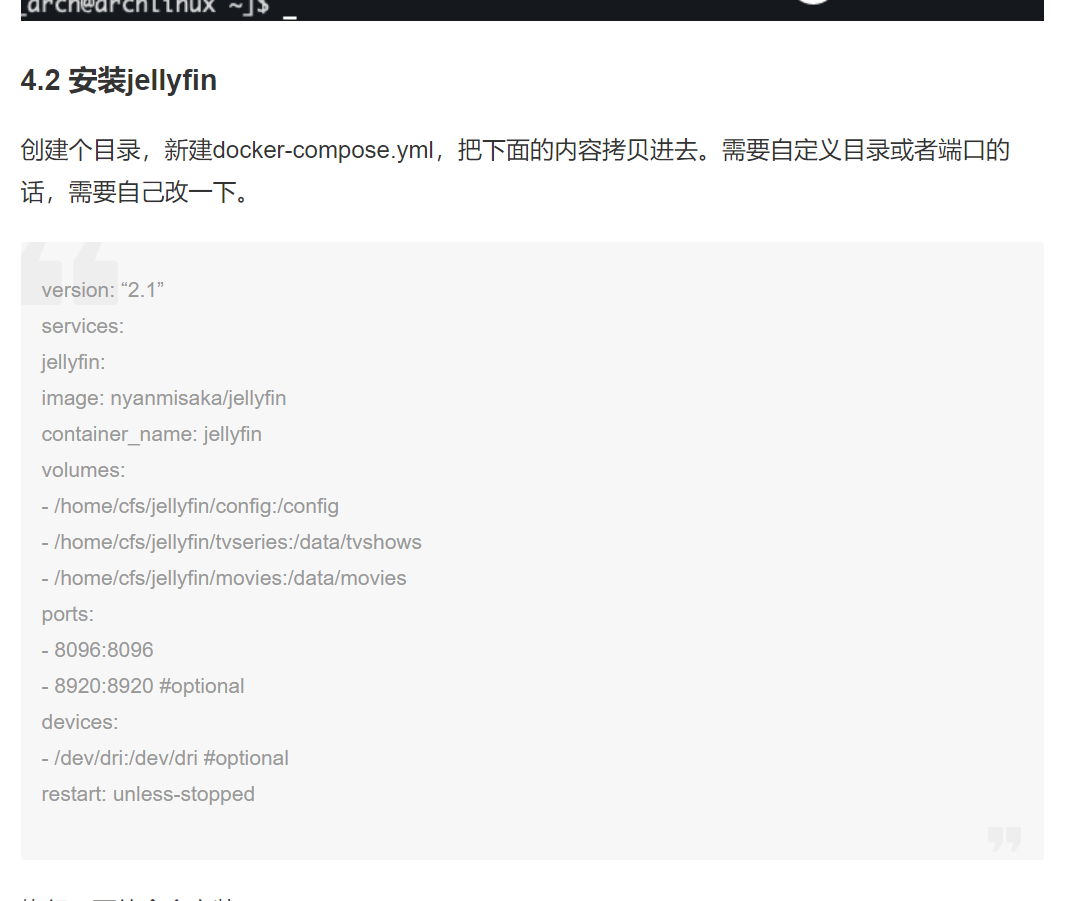 [arch@archlinux ~]$ _
4.2 安装jellyfin
创建个目录，新建docker-compose.yml，把下面的内容拷贝进去。需要自定义目录或者端口的
话，需要自己改一下。
version: “2.1”
services:
jellyfin:
image: nyanmisaka/jellyfin
container_name: jellyfin
volumes:
- /home/cfs/jellyfin/config:/config
- /home/cfs/jellyfin/tvseries:/data/tvshows
- /home/cfs/jellyfin/movies:/data/movies
ports:
- 8096:8096
- 8920:8920 #optional
devices:
- /dev/dri:/dev/dri #optional
restart: unless-stopped